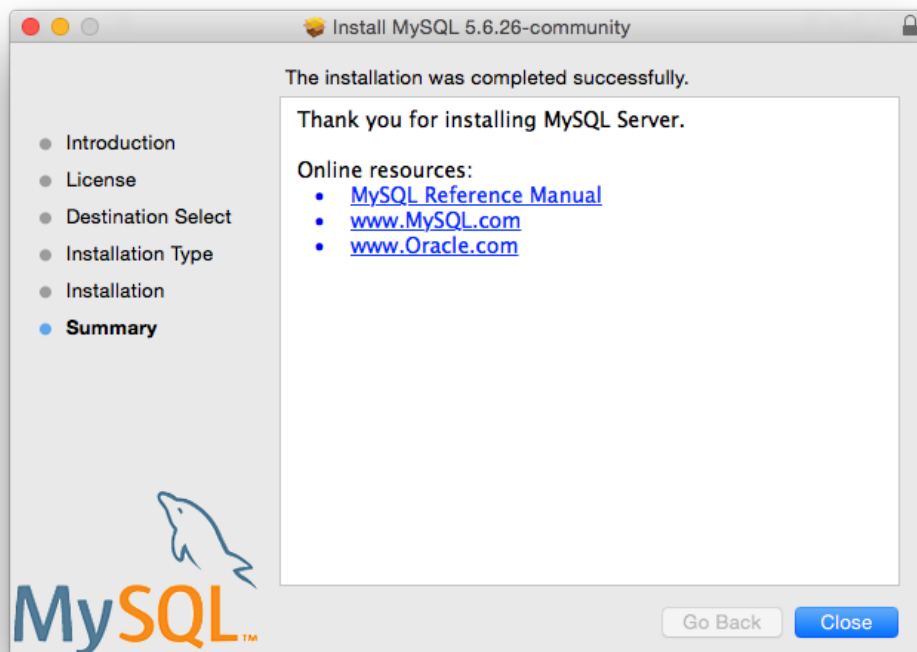 Install MySQL 5.6.26-community
The installation was completed successfully.
Introduction
License
Destination Select
Installation Type
Installation
Summary
Thank you for installing MySQL Server.
Online resources:
• MySQL Reference Manual
• www.MySQL.com
• www.Oracle.com
MySQL™
Go Back
Close